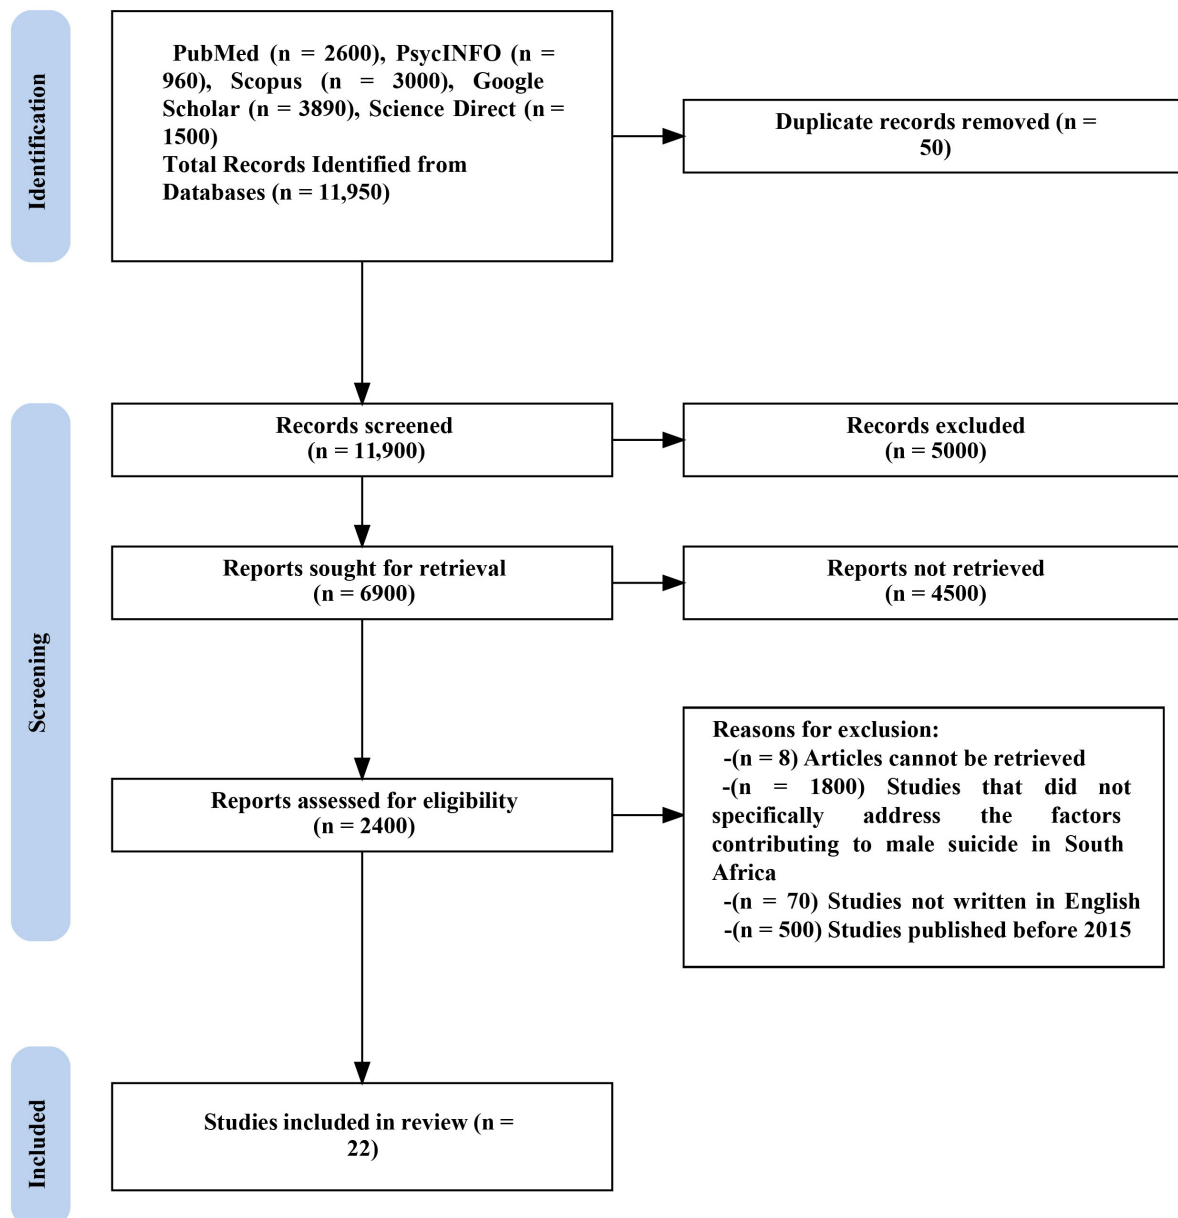 Identification
PubMed (n = 2600), PsycINFO (n =
960), Scopus (n = 3000), Google
Scholar (n = 3890), Science Direct (n =
1500)
Total Records Identified from
Databases (n = 11,950)
Duplicate records removed (n =
50)
Screening
Records screened
(n = 11,900)
Records excluded
(n = 5000)
Reports sought for retrieval
(n = 6900)
Reports not retrieved
(n = 4500)
Reports assessed for eligibility
(n = 2400)
Reasons for exclusion:
-(n = 8) Articles cannot be retrieved
-(n = 1800) Studies that did not
specifically address the factors
contributing to male suicide in South
Africa
-(n = 70) Studies not written in English
-(n = 500) Studies published before 2015
Included
Studies included in review (n =
22)